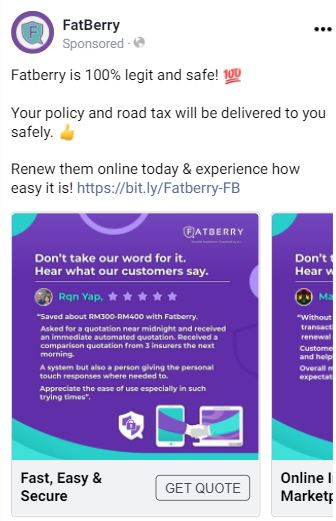 FatBerry
Sponsored ·
Fatberry is 100% legit and safe! 💯
Your policy and road tax will be delivered to you
safely. 👍
Renew them online today & experience how
easy it is! https://bit.ly/Fatberry-FB
FATBERRY
Don't take our word for it.
Hear what our customers say.
Rqn Yap,
"Saved about RM300-RM400 with Fatberry.
Asked for a quotation near midnight and received
an immediate automated quotation. Received a
comparison quotation from 3 insurers the next
morning.
A system but also a person giving the personal
touch responses where needed to.
Appreciate the ease of use especially in such
trying times".
Fast, Easy &
Secure
GET QUOTE
Don't t
Hear w
Ma
"Without
transacti
renewal
Custome
and help
Overall m
expectat
Online I
Marketp